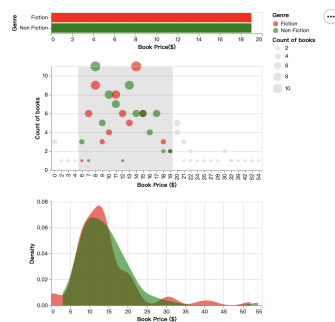 Genre
Fiction
Non Fiction
0 2 4 6 8 10 12 14 16 18 20
Book Price($)
Genre
Fiction
Non Fiction
Count of books
2
4
6
8
10
Count of books
10
8
6
4
2
0
Book Price ($)
Density
0.08
0.06
0.04
0.02
0.00
0 5 10 15 20 25 30 35 40 45 50 55
Book Price ($)